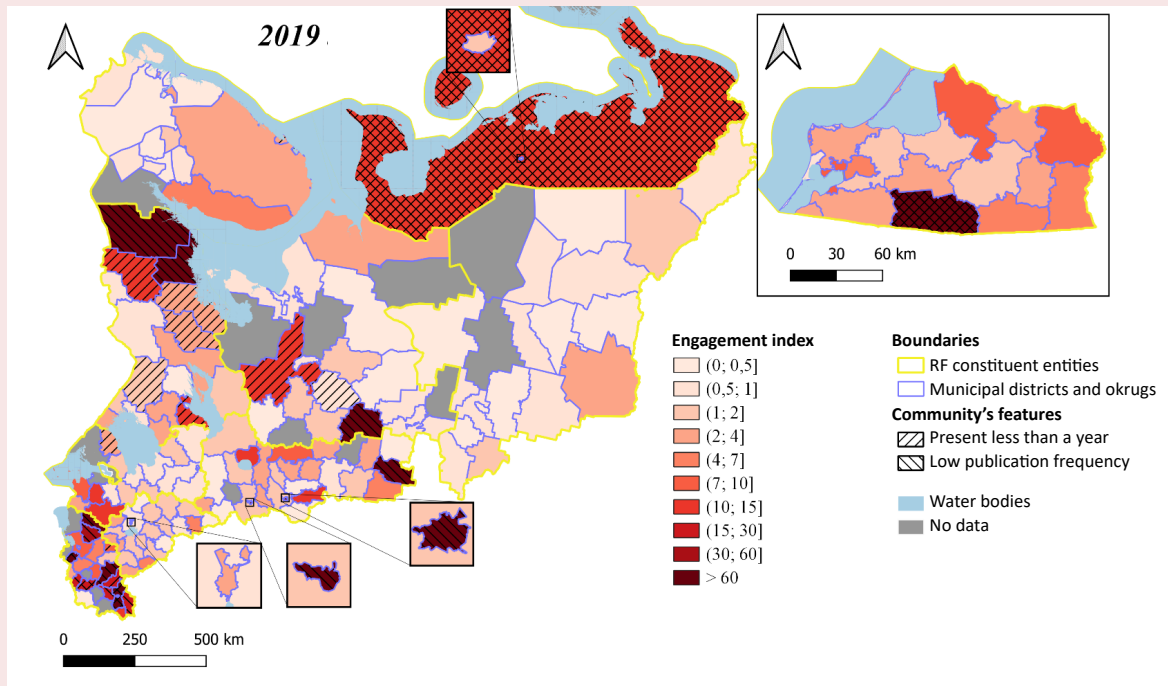 2019
0 30 60 km
Engagement index
(0; 0,5]
(0,5; 1]
(1; 2]
(2; 4]
(4; 7]
(7; 10]
(10; 15]
(15; 30]
(30; 60]
> 60
Boundaries
RF constituent entities
Municipal districts and okrugs
Community's features
Present less than a year
Low publication frequency
Water bodies
No data
0 250 500 km